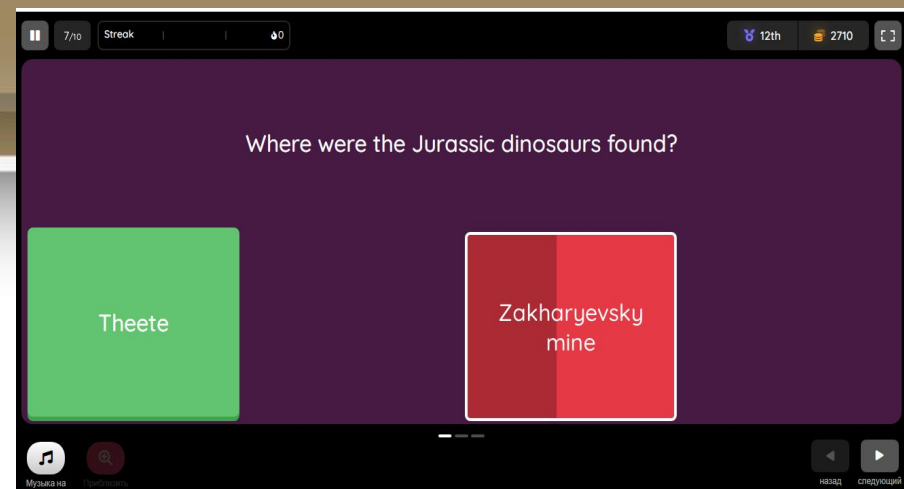 7/10
Streak
0
12th
2710
Where were the Jurassic dinosaurs found?
Theete
Zakharyevsky
mine
Музыка на
Приблизить
назад
следующий